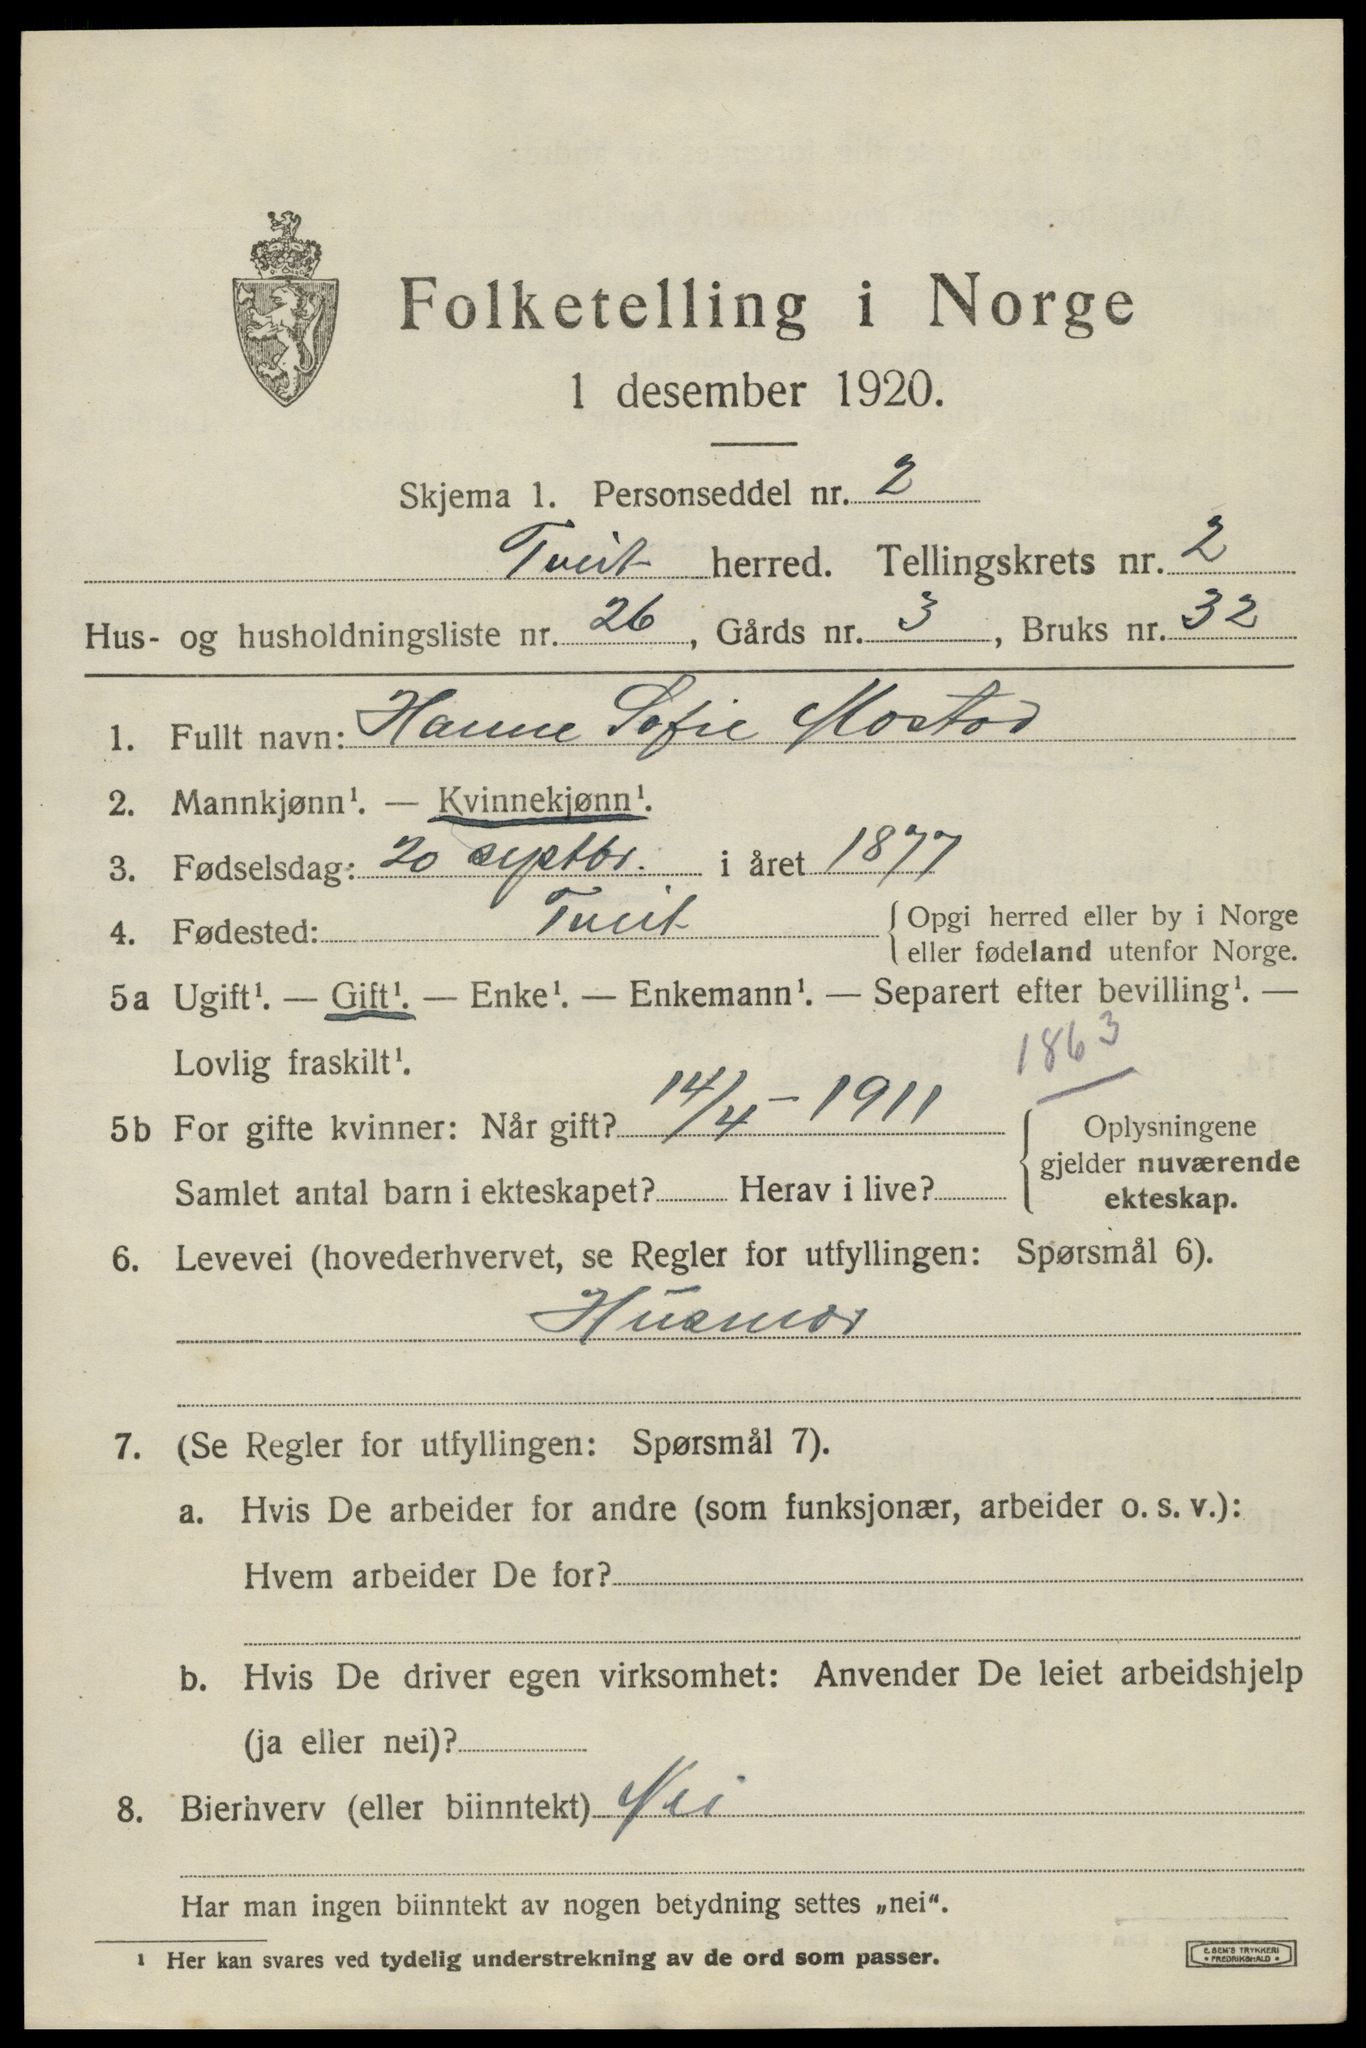 Folketelling i Norge
1 desember 1920.
Skjema 1. Personseddel nr. 2
Tveit herred. Tellingskrets nr. 2
Hus- og husholdningsliste nr. 26, Gårds nr. 3, Bruks nr. 32
1. Fullt navn: Hanne Sofie Mostad
2. Mannkjønn¹. — Kvinnekjønn¹.
3. Fødselsdag: 20 septbr. i året 1877
4. Fødested: Tveit { Opgi herred eller by i Norge
eller fødeland utenfor Norge.
5a Ugift¹. — Gift¹. — Enke¹. — Enkemann¹. — Separert efter bevilling¹. —
Lovlig fraskilt¹.
1863
5b For gifte kvinner: Når gift? 14/4 - 1911 { Oplysningene
gjelder nuværende
Samlet antal barn i ekteskapet? Herav i live?
ekteskap.
6. Levevei (hovederhvervet, se Regler for utfyllingen: Spørsmål 6).
Husmor
7. (Se Regler for utfyllingen: Spørsmål 7).
a. Hvis De arbeider for andre (som funksjonær, arbeider o. s. v.):
Hvem arbeider De for?
b. Hvis De driver egen virksomhet: Anvender De leiet arbeidshjelp
(ja eller nei)?
8. Bierhverv (eller biinntekt) Nei
Har man ingen biinntekt av nogen betydning settes „nei“.
¹ Her kan svares ved tydelig understrekning av de ord som passer.
E. SEM'S TRYKKERI
• FREDRIKSHALD •